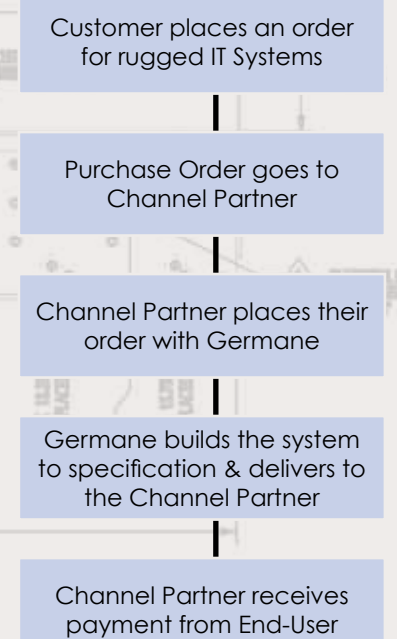 Customer places an order
for rugged IT Systems
Purchase Order goes to
Channel Partner
Channel Partner places their
order with Germane
Germane builds the system
to specification & delivers to
the Channel Partner
Channel Partner receives
payment from End-User